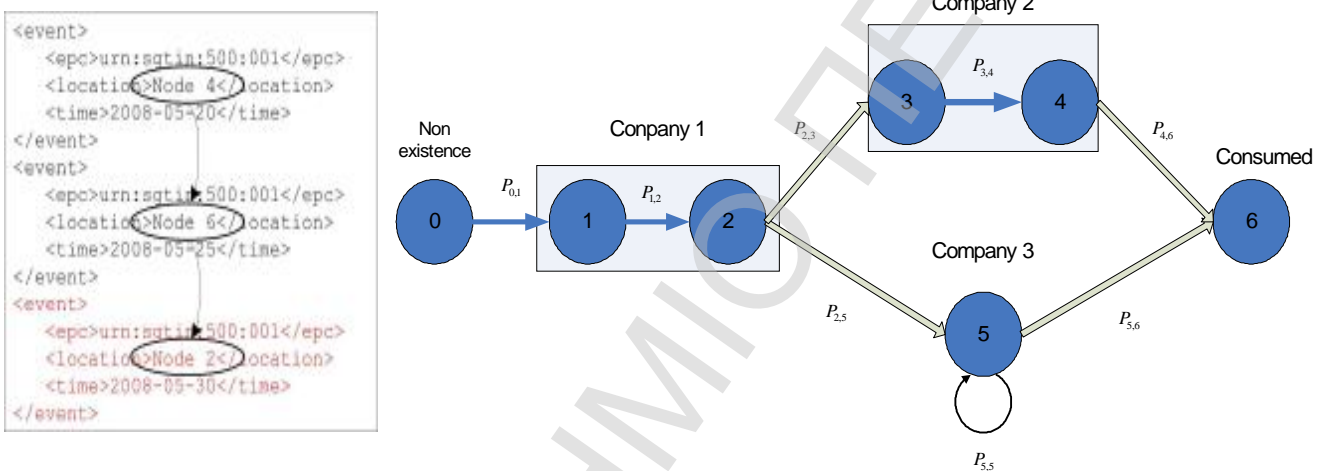 <event>
<epc>urn:sgtin:500:001</epc>
<location>Node 4</location>
<time>2008-05-20</time>
</event>
<event>
<epc>urn:sgtin:500:001</epc>
<location>Node 6</location>
<time>2008-05-25</time>
</event>
<event>
<epc>urn:sgtin:500:001</epc>
<location>Node 2</location>
<time>2008-05-30</time>
</event>
Company 2
3
P3,4
4
Conpany 1
P2,3
P4,6
Non
existence
Consumed
P0,1
P1,2
0
1
2
6
Company 3
P2,5
P5,6
5
P5,5